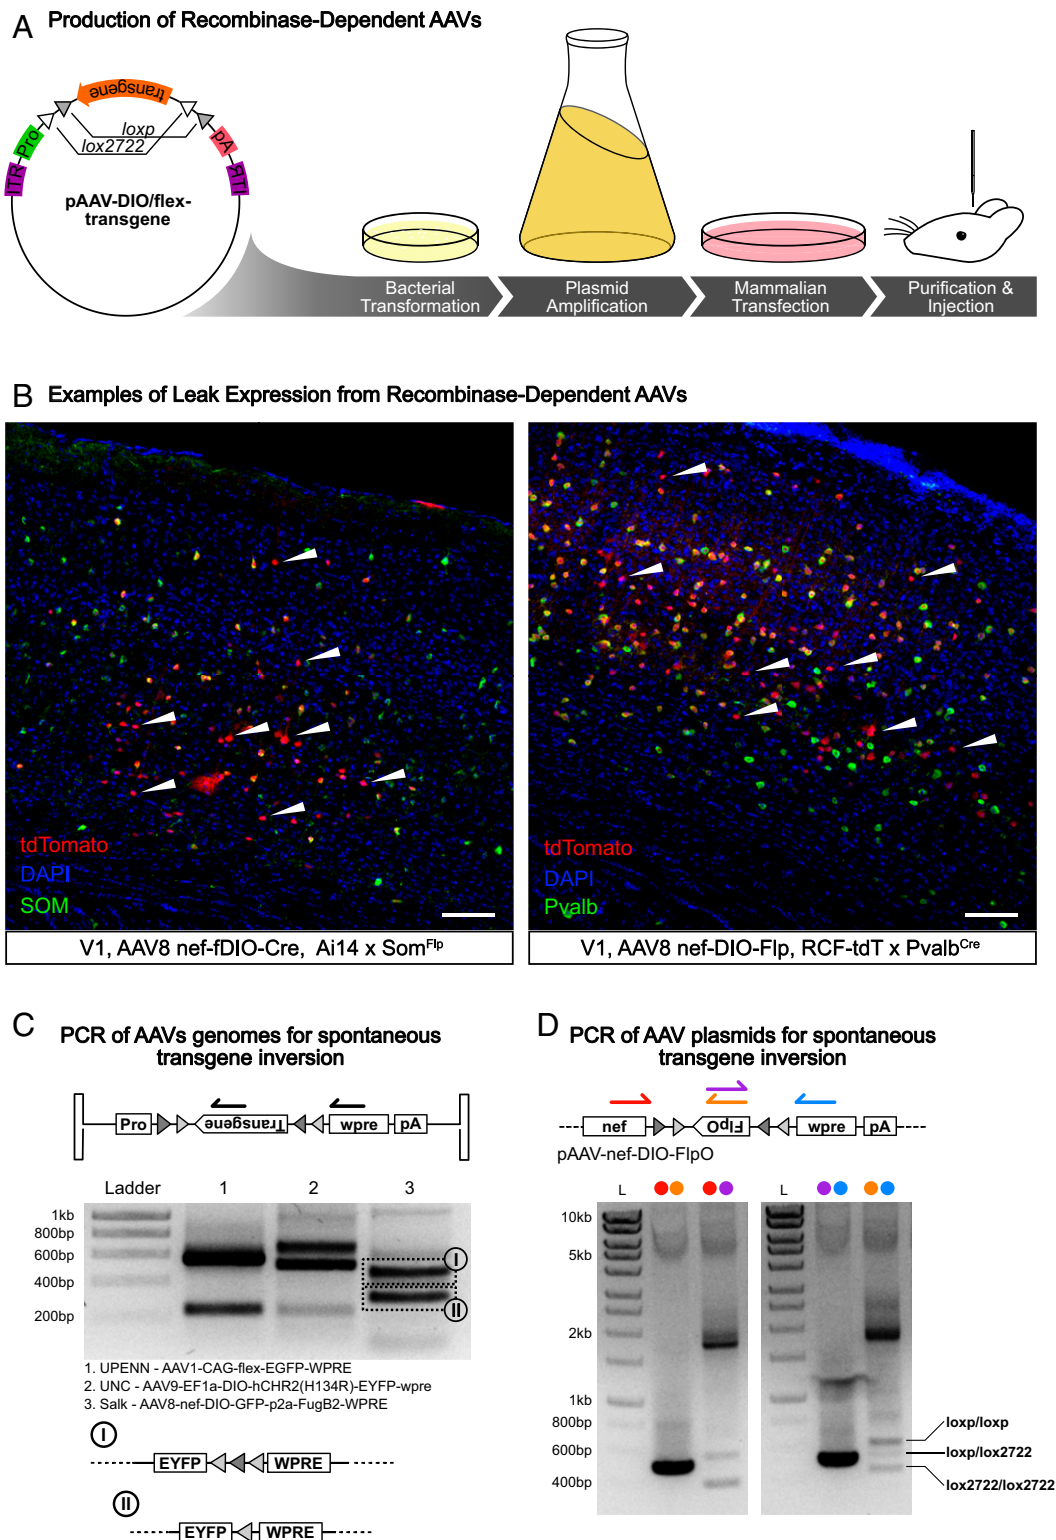 A Production of Recombinase-Dependent AAVs
transgene
loxp
lox2722
Pro
pA
ITR
ITR
pAAV-DIO/flex-
transgene
Bacterial
Transformation
Plasmid
Amplification
Mammalian
Transfection
Purification &
Injection
B Examples of Leak Expression from Recombinase-Dependent AAVs
tdTomato
DAPI
SOM
tdTomato
DAPI
Pvalb
V1, AAV8 nef-fDIO-Cre, Ai14 x SomFlp
V1, AAV8 nef-DIO-Flp, RCF-tdT x PvalbCre
C PCR of AAVs genomes for spontaneous
transgene inversion
Pro
Transgene
wpre
pA
Ladder 1 2 3
1kb
800bp
600bp
400bp
200bp
I
II
1. UPENN - AAV1-CAG-flex-EGFP-WPRE
2. UNC - AAV9-EF1a-DIO-hCHR2(H134R)-EYFP-wpre
3. Salk - AAV8-nef-DIO-GFP-p2a-FugB2-WPRE
I
EYFP
WPRE
II
EYFP
WPRE
D PCR of AAV plasmids for spontaneous
transgene inversion
nef
FlpO
wpre
pA
pAAV-nef-DIO-FlpO
L
L
10kb
5kb
2kb
1kb
800bp
600bp
400bp
loxp/loxp
loxp/lox2722
lox2722/lox2722